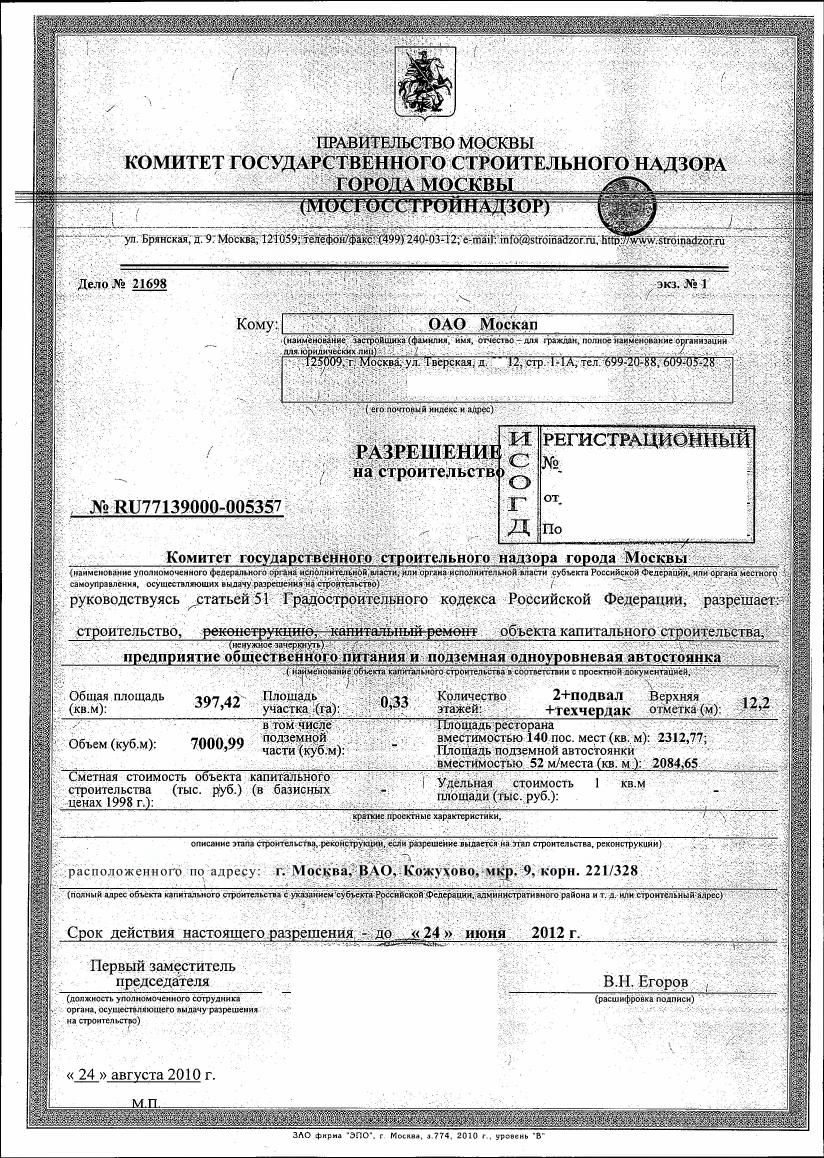 ПРАВИТЕЛЬСТВО МОСКВЫ
КОМИТЕТ ГОСУДАРСТВЕННОГО СТРОИТЕЛЬНОГО НАДЗОРА
ГОРОДА МОСКВЫ
(МОСГОССТРОЙНАДЗОР)
ул. Брянская, д. 9. Москва, 121059; телефон/факс: (499) 240-03-12; e-mail: info@stroinadzor.ru, http://www.stroinadzor.ru
Дело № 21698 экз. № 1
Кому: ОАО Москап
(наименование застройщика (фамилия, имя, отчество – для граждан, полное наименование организации
для юридических лиц)
125009, г. Москва, ул. Тверская, д. 12, стр. 1-1А, тел. 699-20-88, 609-05-28
( его почтовый индекс и адрес)
РАЗРЕШЕНИЕ
на строительство
ИСОГД
РЕГИСТРАЦИОННЫЙ
№
от
По
№ RU77139000-005357
Комитет государственного строительного надзора города Москвы
(наименование уполномоченного федерального органа исполнительной власти, или органа исполнительной власти субъекта Российской Федерации, или органа местного
самоуправления, осуществляющих выдачу разрешения на строительство)
руководствуясь статьей 51 Градостроительного кодекса Российской Федерации, разрешает:
строительство, реконструкцию, капитальный ремонт объекта капитального строительства,
(ненужное зачеркнуть)
предприятие общественного питания и подземная одноуровневая автостоянка
( наименование объекта капитального строительства в соответствии с проектной документацией,
Общая площадь (кв.м): 397,42 Площадь участка (га): 0,33 Количество этажей: 2+подвал +техчердак Верхняя отметка (м): 12,2
Объем (куб.м): 7000,99 в том числе подземной части (куб.м): - Площадь ресторана
вместимостью 140 пос. мест (кв. м): 2312,77;
Площадь подземной автостоянки
вместимостью 52 м/места (кв. м ): 2084,65
Сметная стоимость объекта капитального строительства (тыс. руб.) (в базисных ценах 1998 г.): - Удельная стоимость 1 кв.м площади (тыс. руб.): -
краткие проектные характеристики,
описание этапа строительства, реконструкции, если разрешение выдается на этап строительства, реконструкции)
расположенного по адресу: г. Москва, ВАО, Кожухово, мкр. 9, корп. 221/328
(полный адрес объекта капитального строительства с указанием субъекта Российской Федерации, административного района и т. д. или строительный адрес)
Срок действия настоящего разрешения - до « 24 » июня 2012 г.
Первый заместитель
председателя
В.Н. Егоров
(должность уполномоченного сотрудника
органа, осуществляющего выдачу разрешения
на строительство)
(расшифровка подписи)
« 24 » августа 2010 г.
М.П.
ЗАО фирма "ЭПО", г. Москва, з.774, 2010 г., уровень "В"